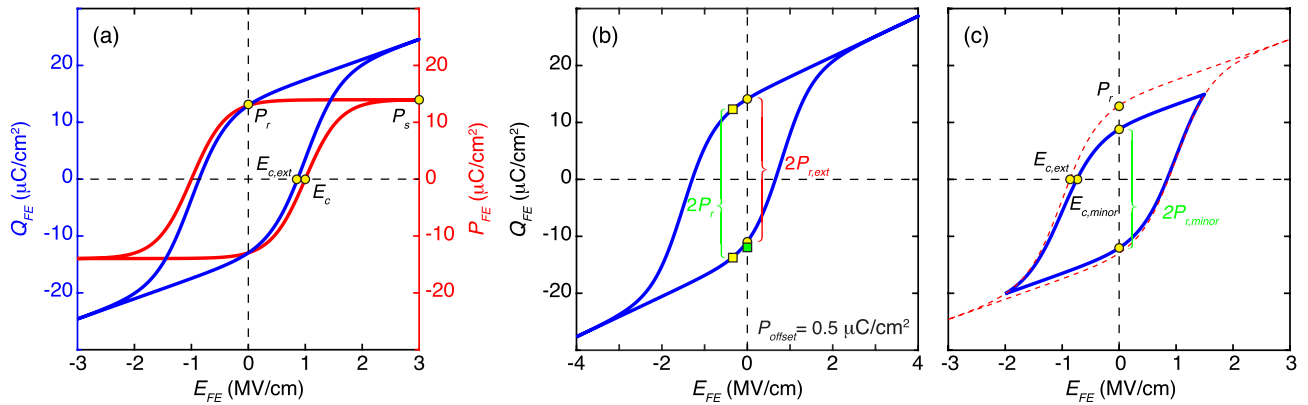 (a)
20
10
0
-10
-20
Q_FE (μC/cm²)
20
10
0
-10
-20
P_FE (μC/cm²)
P_r
P_s
E_c,ext
E_c
-3 -2 -1 0 1 2 3
E_FE (MV/cm)
(b)
20
10
0
-10
-20
Q_FE (μC/cm²)
2P_r,ext
2P_r
P_offset = 0.5 μC/cm²
-4 -2 0 2 4
E_FE (MV/cm)
(c)
P_r
E_c,ext
E_c,minor
2P_r,minor
-3 -2 -1 0 1 2 3
E_FE (MV/cm)